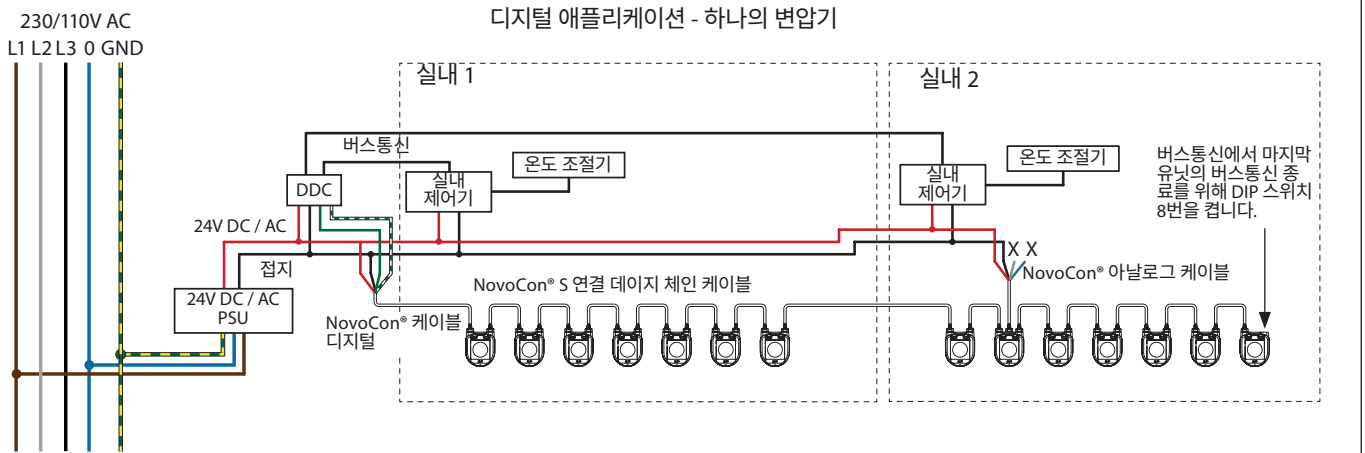 디지털 애플리케이션 - 하나의 변압기
230/110V AC
L1 L2 L3 0 GND
실내 1
실내 2
버스통신
온도 조절기
온도 조절기
버스통신에서 마지막
유닛의 버스통신 종
료를 위해 DIP 스위치
8번을 켭니다.
DDC
실내
제어기
실내
제어기
24V DC / AC
X X
접지
NovoCon® S 연결 데이지 체인 케이블
NovoCon® 아날로그 케이블
24V DC / AC
PSU
NovoCon® 케이블
디지털